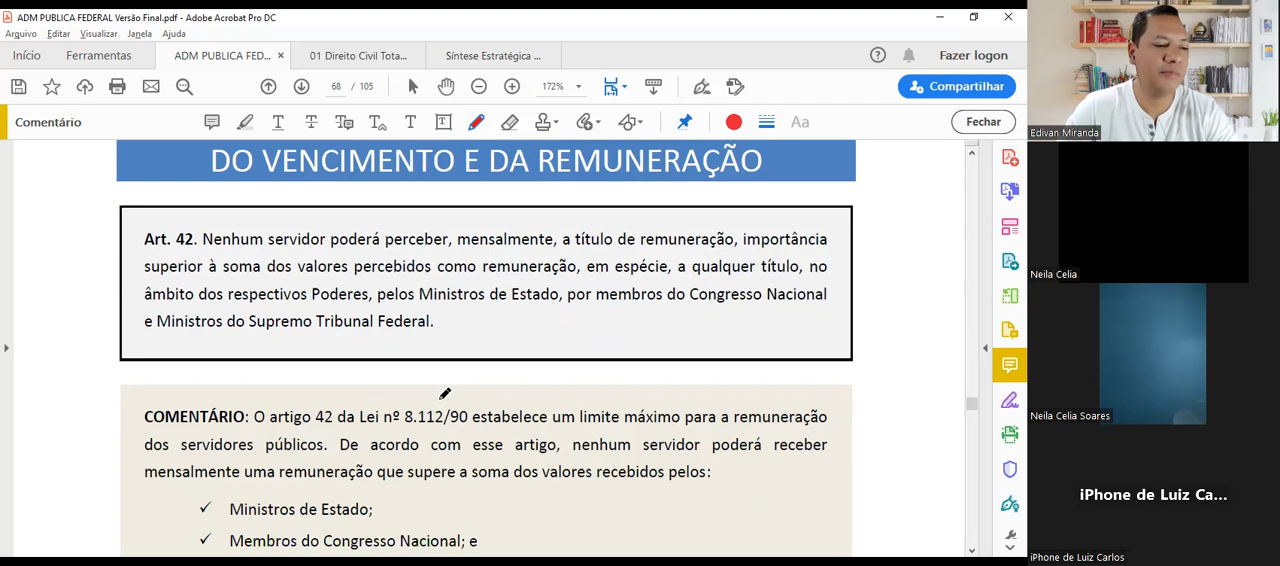 ADM PUBLICA FEDERAL Versão Final.pdf - Adobe Acrobat Pro DC
Arquivo Editar Visualizar Janela Ajuda
Início Ferramentas ADM PUBLICA FED... × 01 Direito Civil Tota... Síntese Estratégica ... Fazer logon
68 / 105 172% Compartilhar
Comentário Fechar
DO VENCIMENTO E DA REMUNERAÇÃO
Art. 42. Nenhum servidor poderá perceber, mensalmente, a título de remuneração, importância
superior à soma dos valores percebidos como remuneração, em espécie, a qualquer título, no
âmbito dos respectivos Poderes, pelos Ministros de Estado, por membros do Congresso Nacional
e Ministros do Supremo Tribunal Federal.
COMENTÁRIO: O artigo 42 da Lei nº 8.112/90 estabelece um limite máximo para a remuneração
dos servidores públicos. De acordo com esse artigo, nenhum servidor poderá receber
mensalmente uma remuneração que supere a soma dos valores recebidos pelos:
✓ Ministros de Estado;
✓ Membros do Congresso Nacional; e
Edivan Miranda
Neila Celia
Neila Celia Soares
iPhone de Luiz Ca...
iPhone de Luiz Carlos